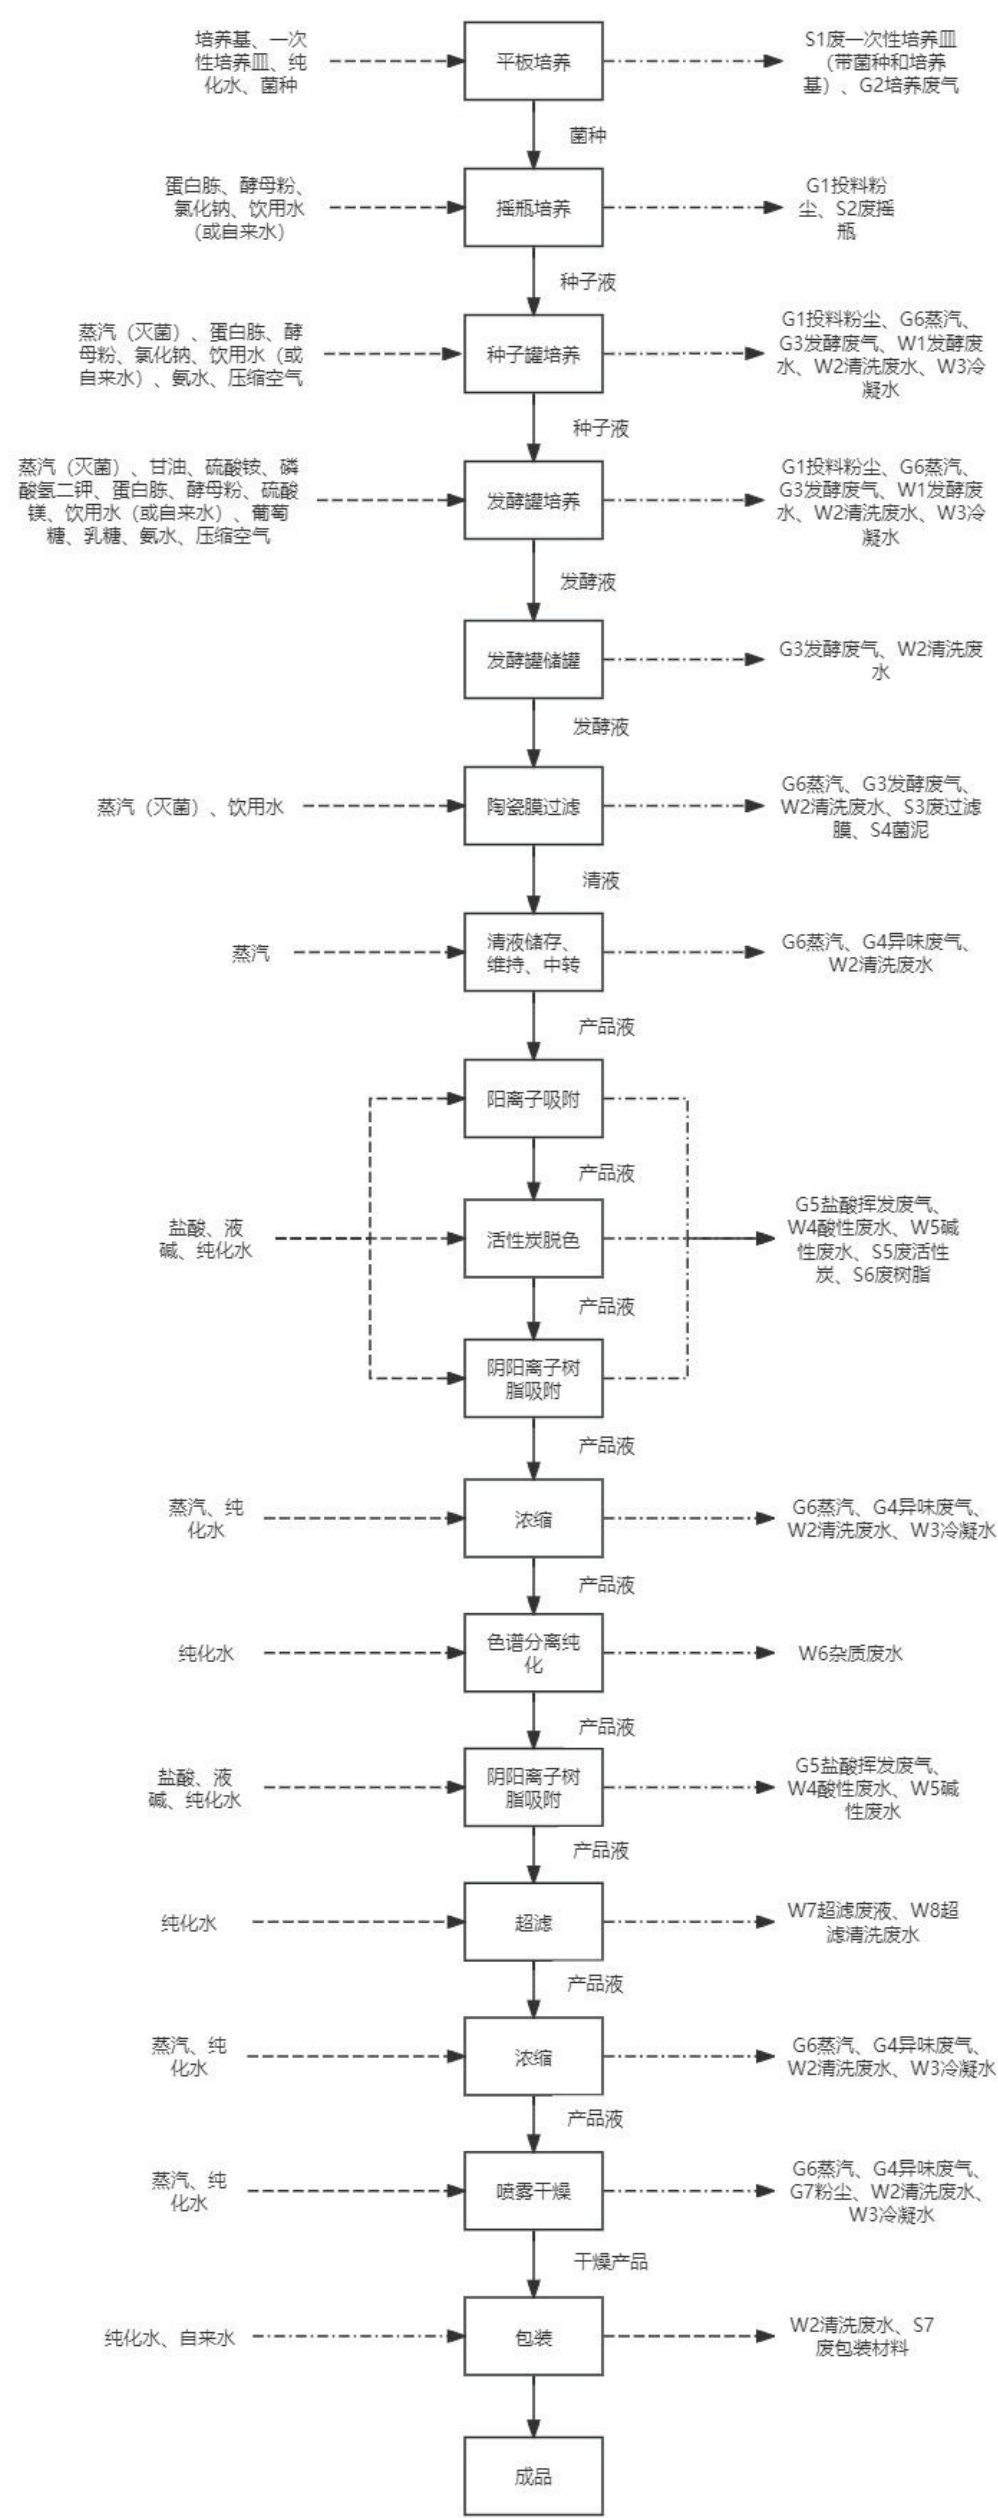 培养基、一次
性培养皿、纯
化水、菌种
平板培养
S1废一次性培养皿
（带菌种和培养
基）、G2培养废气
菌种
蛋白胨、酵母粉、
氯化钠、饮用水
（或自来水）
摇瓶培养
G1投料粉
尘、S2废摇
瓶
种子液
蒸汽（灭菌）、蛋白胨、酵
母粉、氯化钠、饮用水（或
自来水）、氨水、压缩空气
种子罐培养
G1投料粉尘、G6蒸汽、
G3发酵废气、W1发酵废
水、W2清洗废水、W3冷
凝水
种子液
蒸汽（灭菌）、甘油、硫酸铵、磷
酸氢二钾、蛋白胨、酵母粉、硫酸
镁、饮用水（或自来水）、葡萄
糖、乳糖、氨水、压缩空气
发酵罐培养
G1投料粉尘、G6蒸汽、
G3发酵废气、W1发酵废
水、W2清洗废水、W3冷
凝水
发酵液
发酵罐储罐
G3发酵废气、W2清洗废
水
发酵液
蒸汽（灭菌）、饮用水
陶瓷膜过滤
G6蒸汽、G3发酵废气、
W2清洗废水、S3废过滤
膜、S4菌泥
清液
蒸汽
清液储存、
维持、中转
G6蒸汽、G4异味废气、
W2清洗废水
产品液
阳离子吸附
产品液
盐酸、液
碱、纯化水
活性炭脱色
G5盐酸挥发废气、
W4酸性废水、W5碱
性废水、S5废活性
炭、S6废树脂
产品液
阴阳离子树
脂吸附
产品液
蒸汽、纯
化水
浓缩
G6蒸汽、G4异味废气、
W2清洗废水、W3冷凝水
产品液
纯化水
色谱分离纯
化
W6杂质废水
产品液
盐酸、液
碱、纯化水
阴阳离子树
脂吸附
G5盐酸挥发废气、
W4酸性废水、W5碱
性废水
产品液
纯化水
超滤
W7超滤废液、W8超
滤清洗废水
产品液
蒸汽、纯
化水
浓缩
G6蒸汽、G4异味废气、
W2清洗废水、W3冷凝水
产品液
蒸汽、纯
化水
喷雾干燥
G6蒸汽、G4异味废气、
G7粉尘、W2清洗废水、
W3冷凝水
干燥产品
纯化水、自来水
包装
W2清洗废水、S7
废包装材料
成品